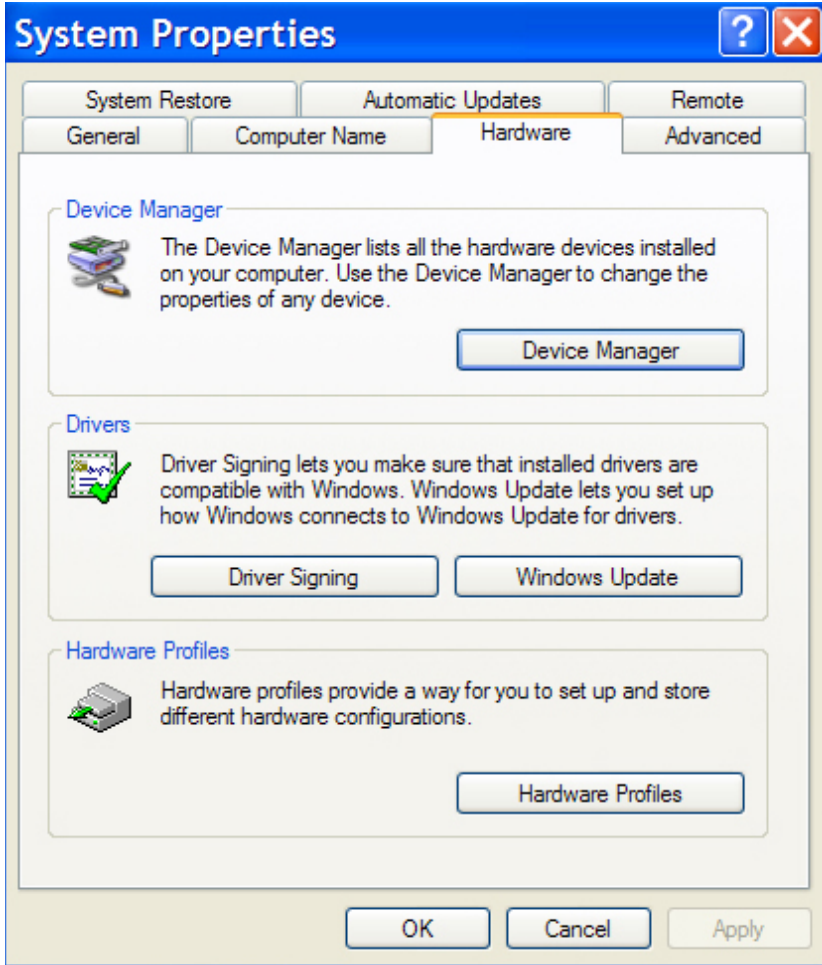 System Properties
?
System Restore
Automatic Updates
Remote
General
Computer Name
Hardware
Advanced
Device Manager
The Device Manager lists all the hardware devices installed
on your computer. Use the Device Manager to change the
properties of any device.
Device Manager
Drivers
Driver Signing lets you make sure that installed drivers are
compatible with Windows. Windows Update lets you set up
how Windows connects to Windows Update for drivers.
Driver Signing
Windows Update
Hardware Profiles
Hardware profiles provide a way for you to set up and store
different hardware configurations.
Hardware Profiles
OK
Cancel
Apply